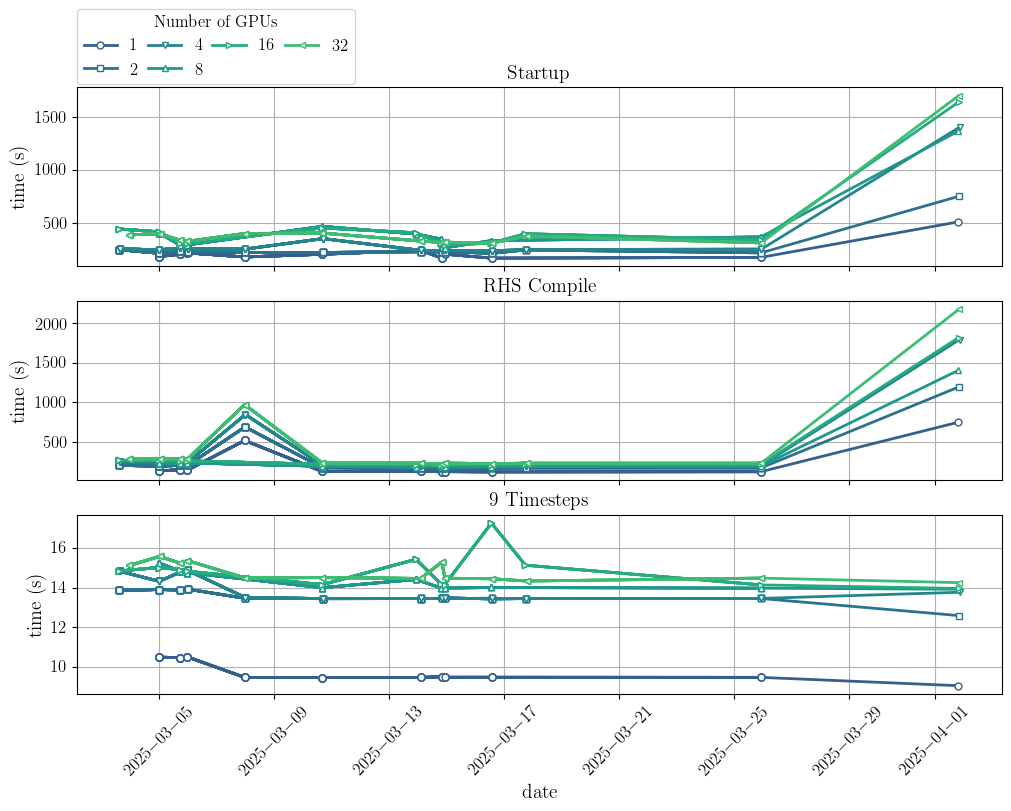 Number of GPUs
1 4 16 32
2 8
Startup
1500
1000
500
time (s)
RHS Compile
2000
1500
1000
500
time (s)
9 Timesteps
16
14
12
10
time (s)
2025−03−05 2025−03−09 2025−03−13 2025−03−17 2025−03−21 2025−03−25 2025−03−29 2025−04−01
date